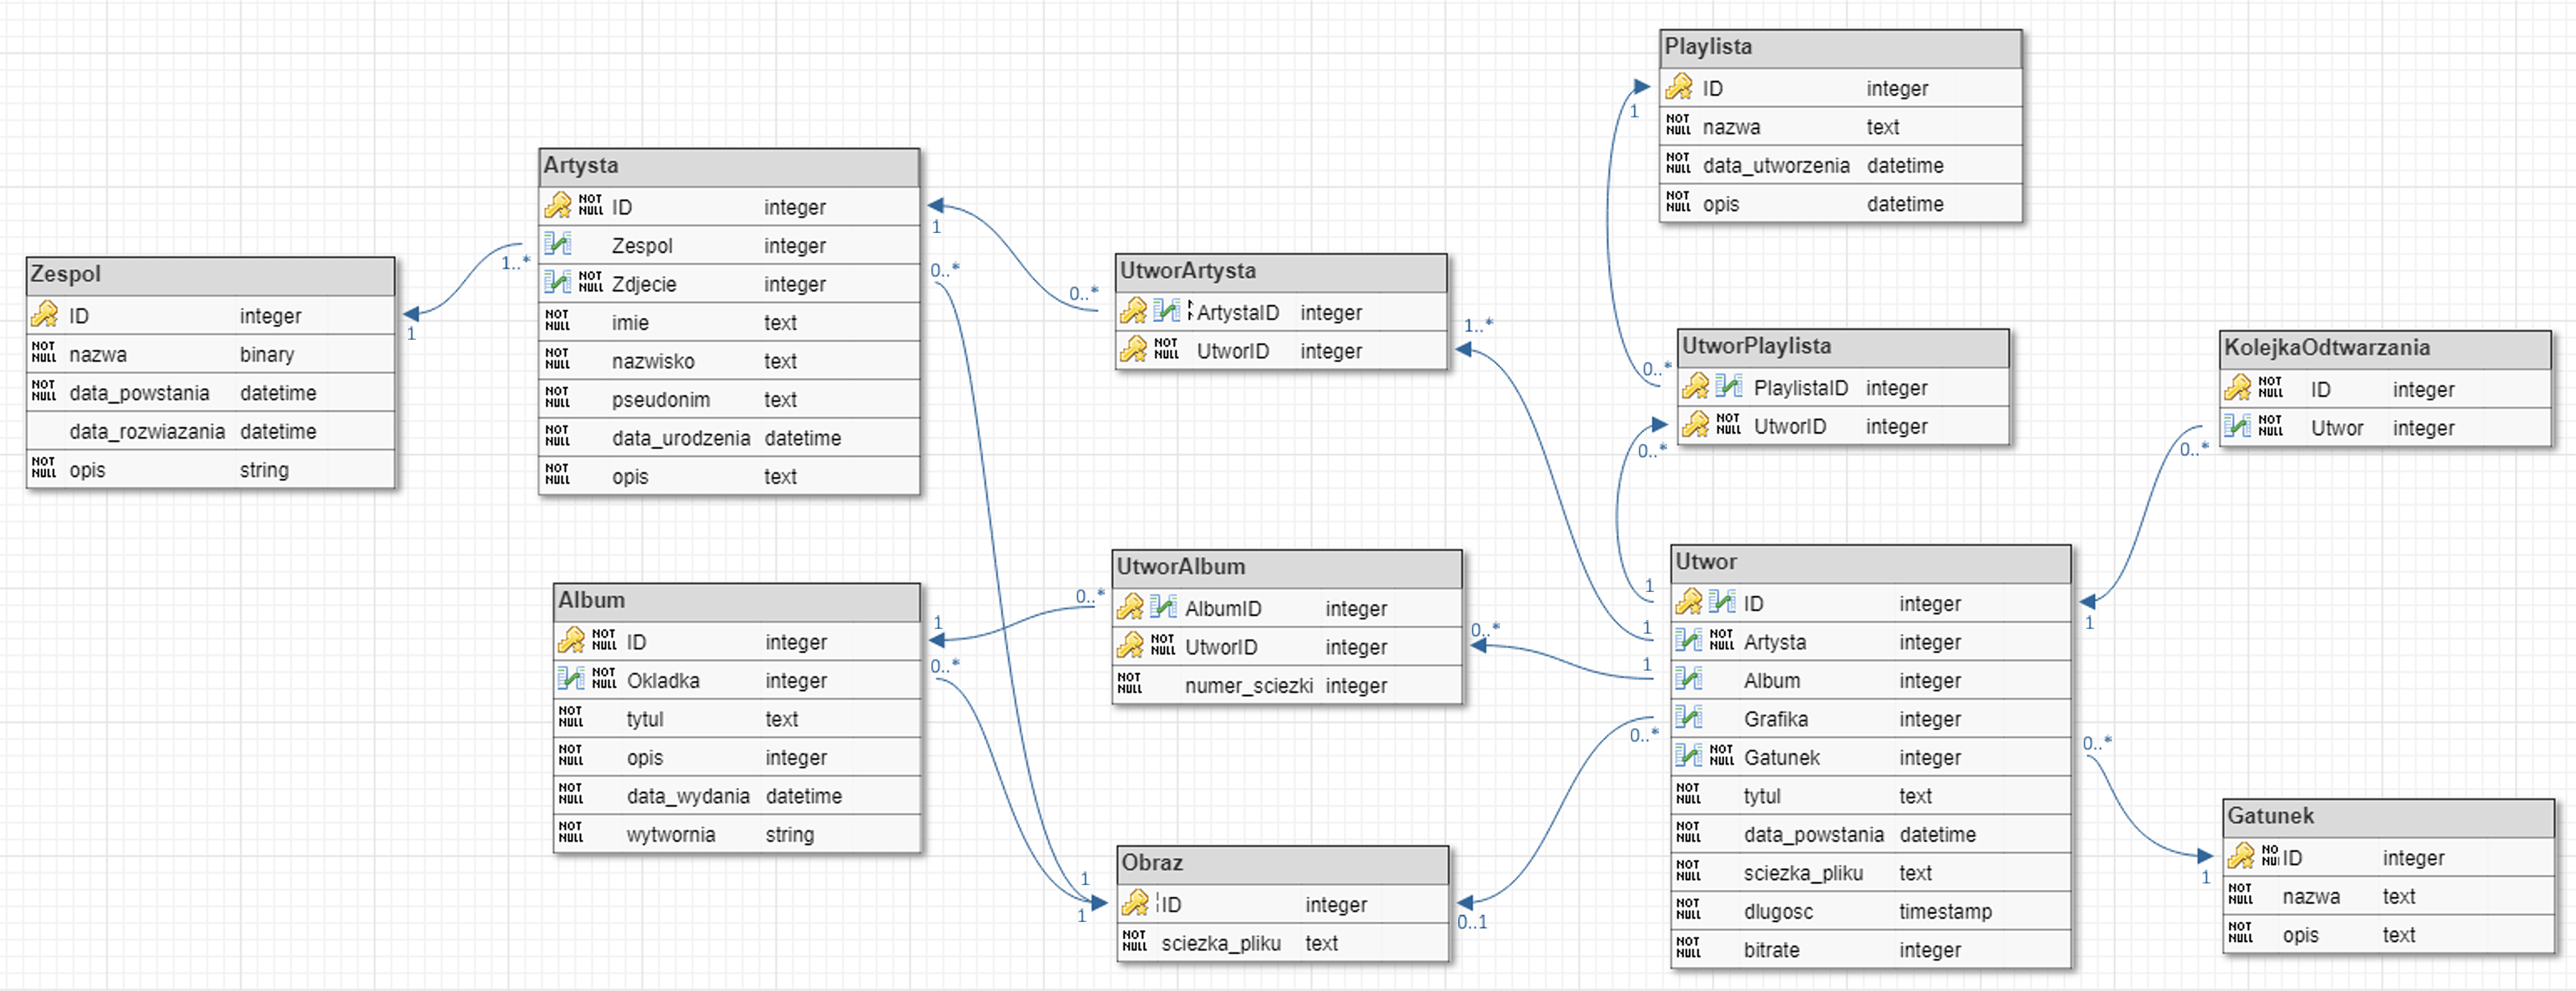 Playlista
ID integer
NOT NULL nazwa text
NOT NULL data_utworzenia datetime
NOT NULL opis datetime
Artysta
NOT NULL ID integer
Zespol integer
NOT NULL Zdjecie integer
NOT NULL imie text
NOT NULL nazwisko text
NOT NULL pseudonim text
NOT NULL data_urodzenia datetime
NOT NULL opis text
Zespol
ID integer
NOT NULL nazwa binary
NOT NULL data_powstania datetime
data_rozwiazania datetime
NOT NULL opis string
UtworArtysta
ArtystaID integer
NOT NULL UtworID integer
UtworPlaylista
PlaylistaID integer
NOT NULL UtworID integer
KolejkaOdtwarzania
NOT NULL ID integer
NOT NULL Utwor integer
Album
NOT NULL ID integer
NOT NULL Okladka integer
NOT NULL tytul text
NOT NULL opis integer
NOT NULL data_wydania datetime
NOT NULL wytwornia string
UtworAlbum
AlbumID integer
NOT NULL UtworID integer
NOT NULL numer_sciezki integer
Utwor
ID integer
NOT NULL Artysta integer
Album integer
Grafika integer
NOT NULL Gatunek integer
NOT NULL tytul text
NOT NULL data_powstania datetime
NOT NULL sciezka_pliku text
NOT NULL dlugosc timestamp
NOT NULL bitrate integer
Obraz
ID integer
NOT NULL sciezka_pliku text
Gatunek
NO NU ID integer
NOT NULL nazwa text
NOT NULL opis text
1..*
1
1
0..*
0..*
1
0..*
1..*
0..*
1
0..*
1
1
1
0..*
1
0..*
0..*
0..*
1
0..*
1
1
0..1
0..*
1